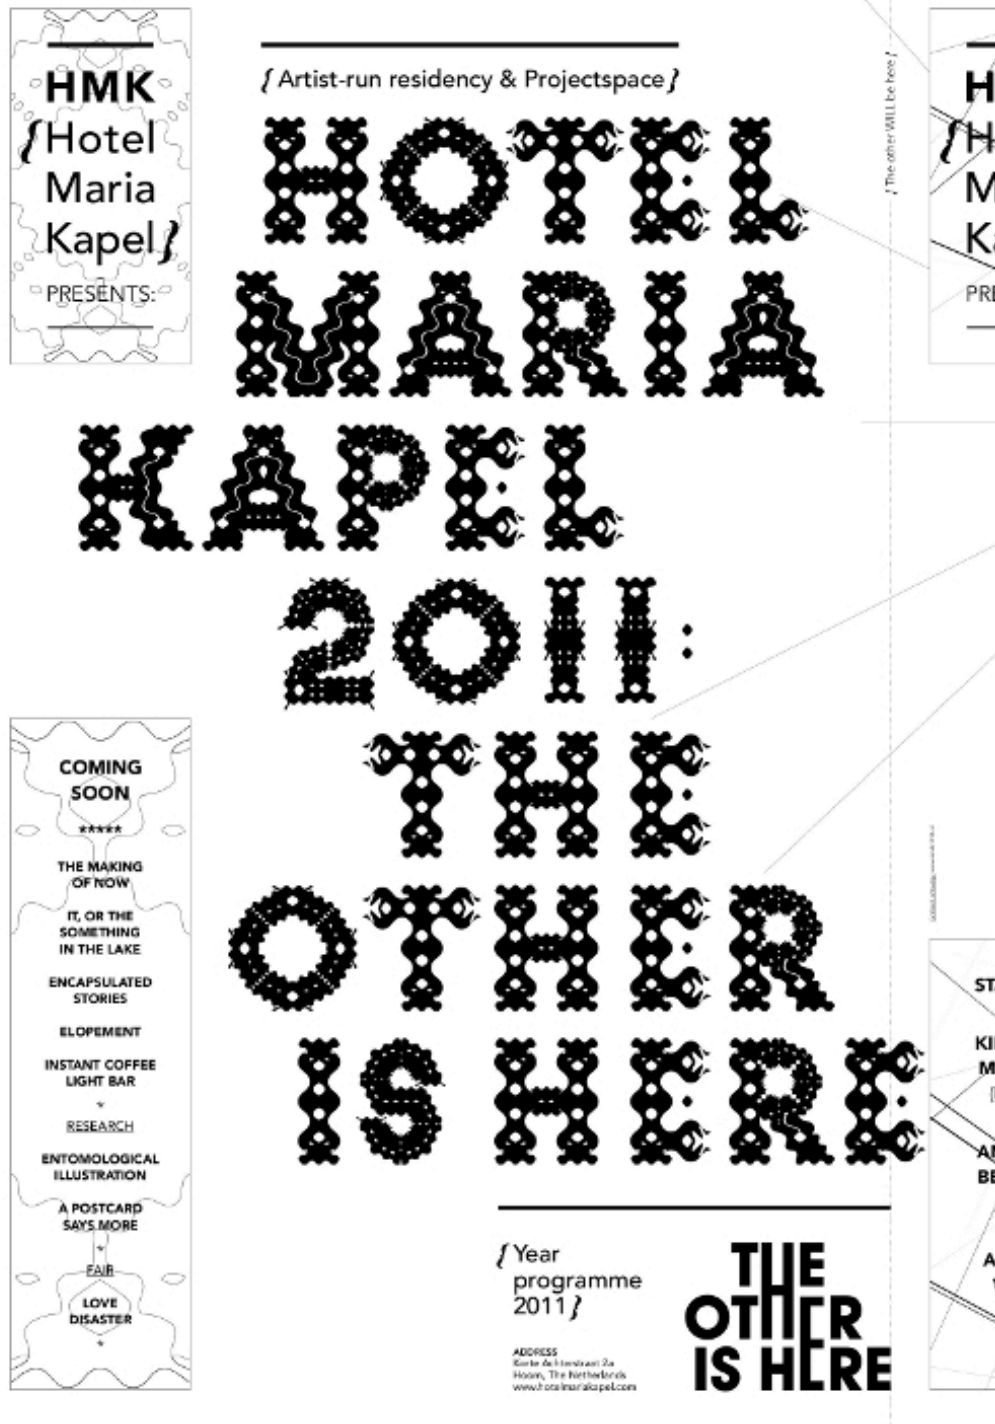 HMK
{Hotel
Maria
Kapel}
PRESENTS:
{Artist-run residency & Projectspace}
HOTEL
MARIA
KAPEL
2011:
THE
OTHER
IS HERE
{The other WILL be here}
COMING
SOON
*****
THE MAKING
OF NOW
IT, OR THE
SOMETHING
IN THE LAKE
ENCAPSULATED
STORIES
ELOPEMENT
INSTANT COFFEE
LIGHT BAR
*
RESEARCH
ENTOMOLOGICAL
ILLUSTRATION
A POSTCARD
SAYS MORE
*
FAIR
LOVE
DISASTER
*
{Year
programme
2011}
ADDRESS
Korte Achterstraat 2a
Hoorn, The Netherlands
www.hotelmariakapel.com
THE
OTHER
IS HERE